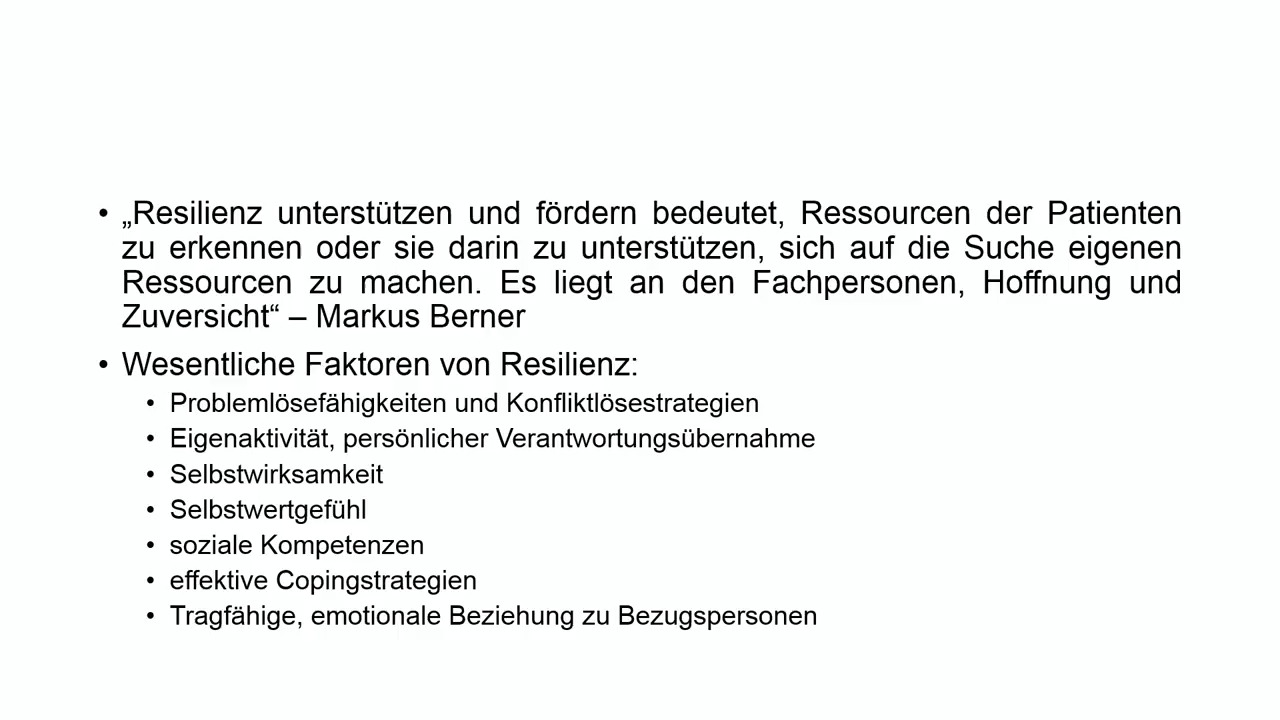 • „Resilienz unterstützen und fördern bedeutet, Ressourcen der Patienten
zu erkennen oder sie darin zu unterstützen, sich auf die Suche eigenen
Ressourcen zu machen. Es liegt an den Fachpersonen, Hoffnung und
Zuversicht“ – Markus Berner
• Wesentliche Faktoren von Resilienz:
• Problemlösefähigkeiten und Konfliktlösestrategien
• Eigenaktivität, persönlicher Verantwortungsübernahme
• Selbstwirksamkeit
• Selbstwertgefühl
• soziale Kompetenzen
• effektive Copingstrategien
• Tragfähige, emotionale Beziehung zu Bezugspersonen